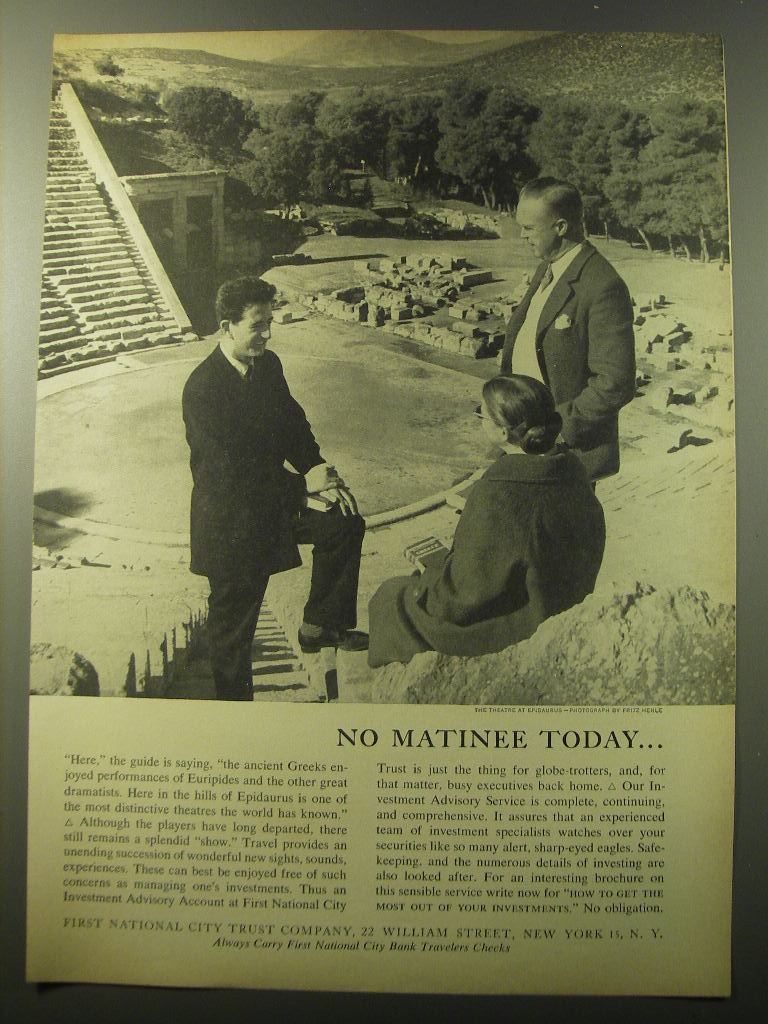 THE THEATRE AT EPIDAURUS—PHOTOGRAPH BY FRITZ HENLE
NO MATINEE TODAY...
"Here," the guide is saying, "the ancient Greeks en-
joyed performances of Euripides and the other great
dramatists. Here in the hills of Epidaurus is one of
the most distinctive theatres the world has known."
△ Although the players have long departed, there
still remains a splendid "show." Travel provides an
unending succession of wonderful new sights, sounds,
experiences. These can best be enjoyed free of such
concerns as managing one's investments. Thus an
Investment Advisory Account at First National City
Trust is just the thing for globe-trotters, and, for
that matter, busy executives back home. △ Our In-
vestment Advisory Service is complete, continuing,
and comprehensive. It assures that an experienced
team of investment specialists watches over your
securities like so many alert, sharp-eyed eagles. Safe-
keeping, and the numerous details of investing are
also looked after. For an interesting brochure on
this sensible service write now for "HOW TO GET THE
MOST OUT OF YOUR INVESTMENTS." No obligation.
FIRST NATIONAL CITY TRUST COMPANY, 22 WILLIAM STREET, NEW YORK 15, N. Y.
Always Carry First National City Bank Travelers Checks